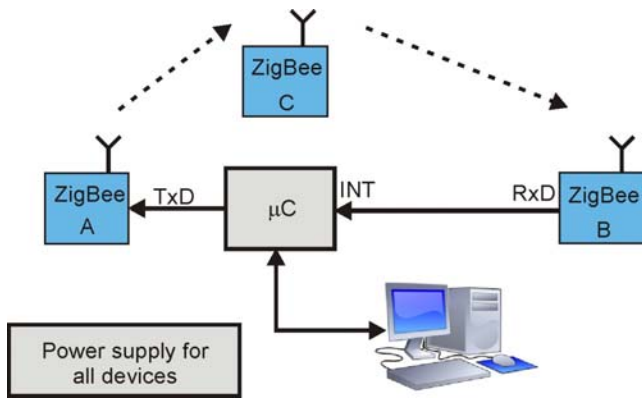 ZigBee
C
ZigBee
A
TxD
μC
INT
RxD
ZigBee
B
Power supply for
all devices